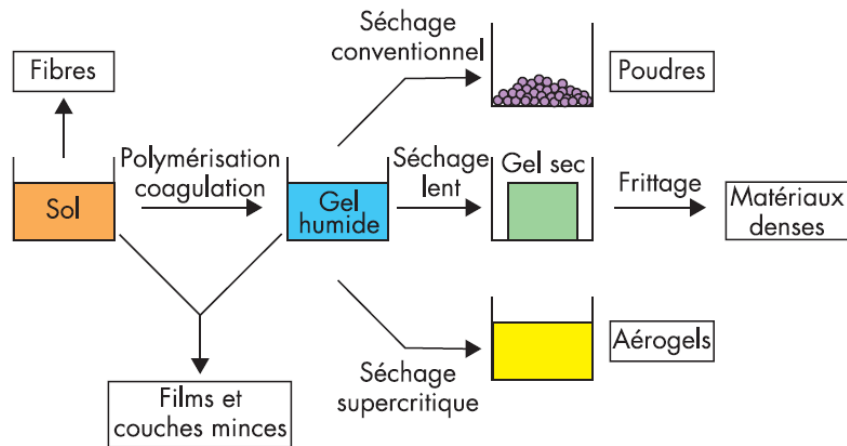 Séchage
conventionnel
Fibres
Poudres
Polymérisation
coagulation
Séchage
lent
Gel sec
Frittage
Sol
Gel
humide
Matériaux
denses
Aérogels
Séchage
supercritique
Films et
couches minces